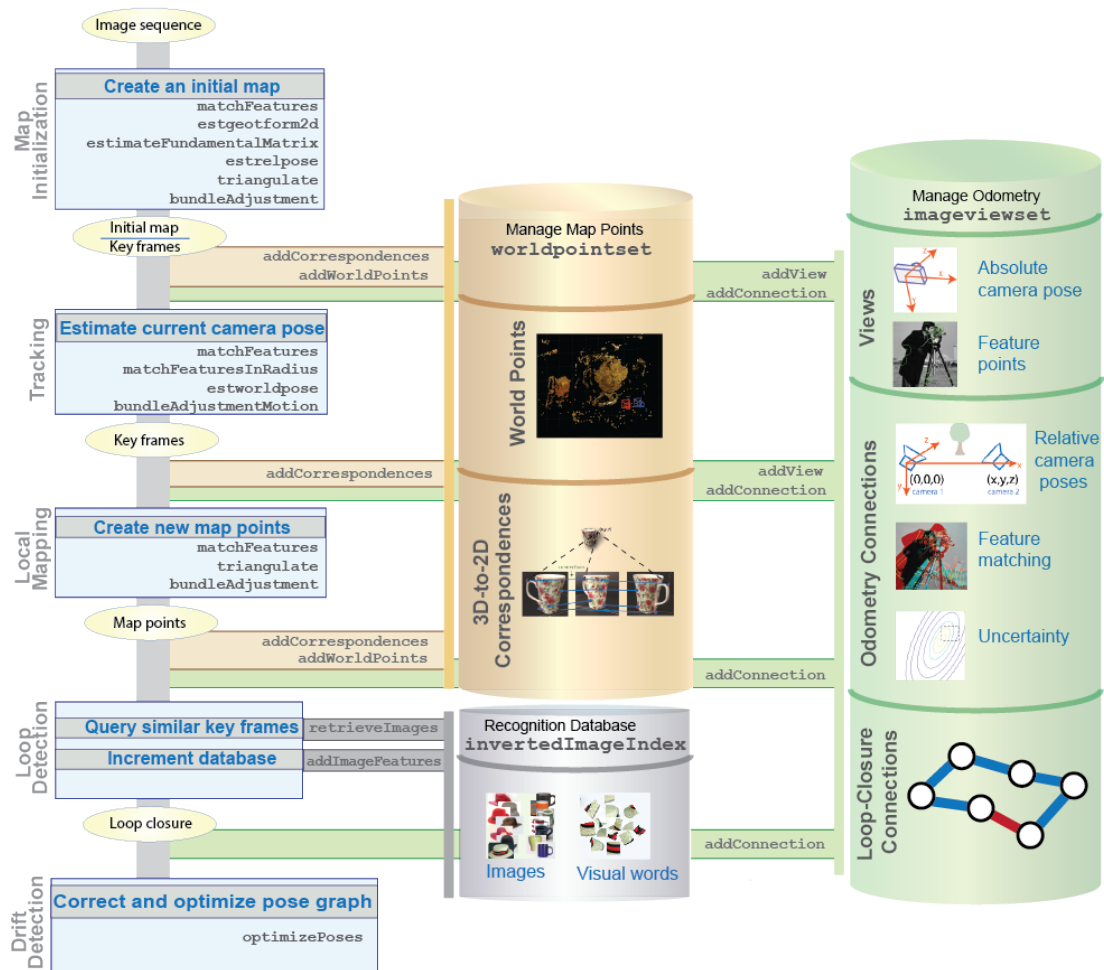 Image sequence
Map
Initialization
Create an initial map
matchFeatures
estgeotform2d
estimateFundamentalMatrix
estrelpose
triangulate
bundleAdjustment
Initial map
Key frames
addCorrespondences
addWorldPoints
addView
addConnection
Tracking
Estimate current camera pose
matchFeatures
matchFeaturesInRadius
estworldpose
bundleAdjustmentMotion
Key frames
addCorrespondences
addView
addConnection
Local
Mapping
Create new map points
matchFeatures
triangulate
bundleAdjustment
Map points
addCorrespondences
addWorldPoints
addConnection
Loop
Detection
Query similar key frames
retrieveImages
Increment database
addImageFeatures
Loop closure
addConnection
Drift
Detection
Correct and optimize pose graph
optimizePoses
Manage Map Points
worldpointset
World Points
3D-to-2D
Correspondences
Recognition Database
invertedImageIndex
Images
Visual words
Manage Odometry
imageviewset
Views
z
x
y
Absolute
camera pose
Feature
points
Odometry Connections
z
x
y
(0,0,0)
(x,y,z)
camera 1
camera 2
Relative
camera
poses
Feature
matching
Uncertainty
Loop-Closure
Connections